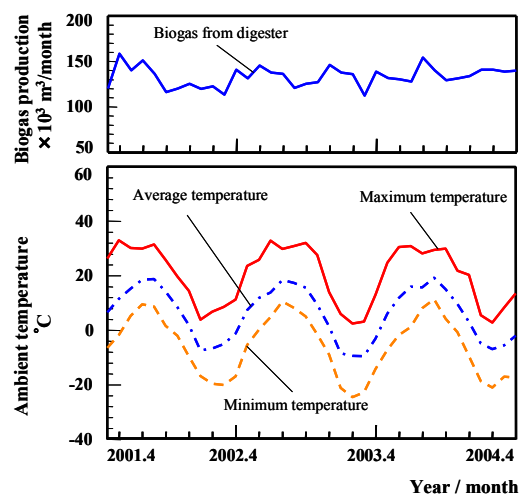 Biogas production
×10³ m³/month
200
150
100
50
Biogas from digester
Ambient temperature
°C
60
40
20
0
-20
-40
Average temperature
Maximum temperature
Minimum temperature
2001.4
2002.4
2003.4
2004.4
Year / month